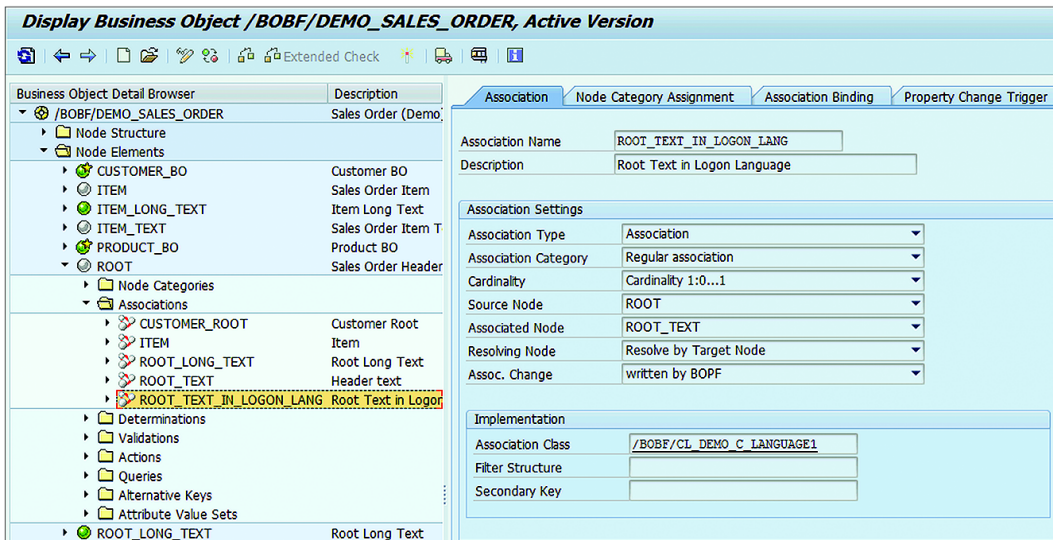 Display Business Object /BOBF/DEMO_SALES_ORDER, Active Version
Extended Check
Business Object Detail Browser Description
/BOBF/DEMO_SALES_ORDER Sales Order (Demo
Node Structure
Node Elements
CUSTOMER_BO Customer BO
ITEM Sales Order Item
ITEM_LONG_TEXT Item Long Text
ITEM_TEXT Sales Order Item T
PRODUCT_BO Product BO
ROOT Sales Order Header
Node Categories
Associations
CUSTOMER_ROOT Customer Root
ITEM Item
ROOT_LONG_TEXT Root Long Text
ROOT_TEXT Header text
ROOT_TEXT_IN_LOGON_LANG Root Text in Logor
Determinations
Validations
Actions
Queries
Alternative Keys
Attribute Value Sets
ROOT_LONG_TEXT Root Long Text
Association Node Category Assignment Association Binding Property Change Trigger
Association Name ROOT_TEXT_IN_LOGON_LANG
Description Root Text in Logon Language
Association Settings
Association Type Association
Association Category Regular association
Cardinality Cardinality 1:0...1
Source Node ROOT
Associated Node ROOT_TEXT
Resolving Node Resolve by Target Node
Assoc. Change written by BOPF
Implementation
Association Class /BOBF/CL_DEMO_C_LANGUAGE1
Filter Structure
Secondary Key